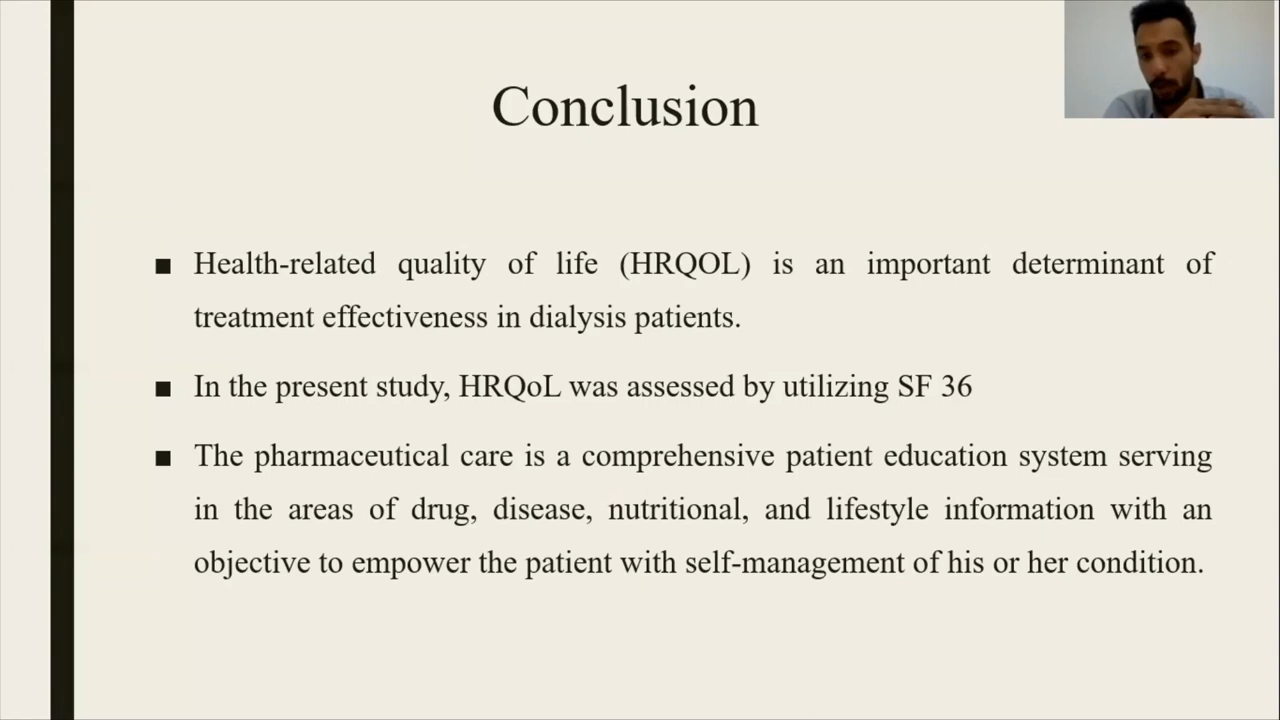 Conclusion
■ Health-related quality of life (HRQOL) is an important determinant of
treatment effectiveness in dialysis patients.
■ In the present study, HRQoL was assessed by utilizing SF 36
■ The pharmaceutical care is a comprehensive patient education system serving
in the areas of drug, disease, nutritional, and lifestyle information with an
objective to empower the patient with self-management of his or her condition.